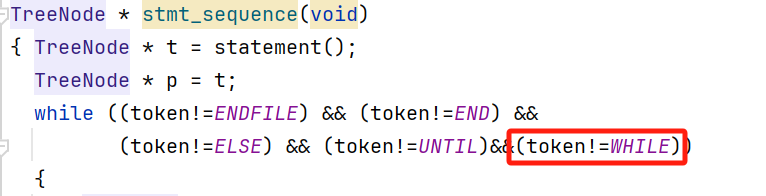 TreeNode * stmt_sequence(void)
{ TreeNode * t = statement();
TreeNode * p = t;
while ((token!=ENDFILE) && (token!=END) &&
(token!=ELSE) && (token!=UNTIL)&&(token!=WHILE))
{